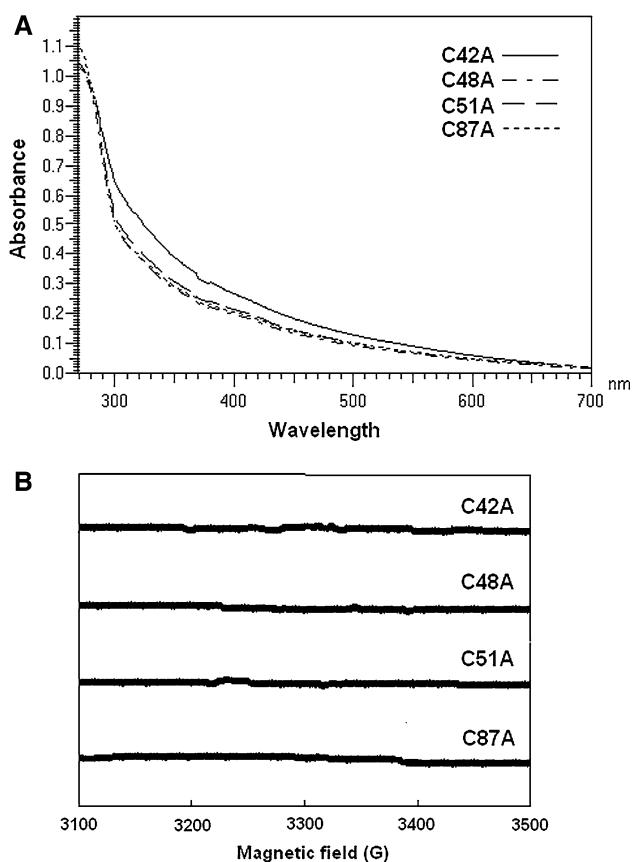 A
C42A
C48A
C51A
C87A
Absorbance
1.1
1.0
0.9
0.8
0.7
0.6
0.5
0.4
0.3
0.2
0.1
0.0
300 400 500 600 700 nm
Wavelength
B
C42A
C48A
C51A
C87A
3100 3200 3300 3400 3500
Magnetic field (G)